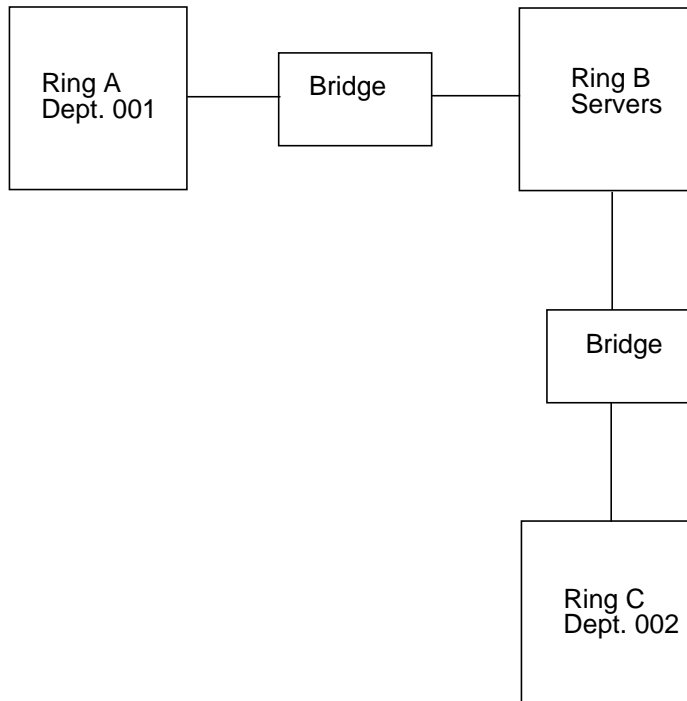 Ring A
Dept. 001
Bridge
Ring B
Servers
Bridge
Ring C
Dept. 002